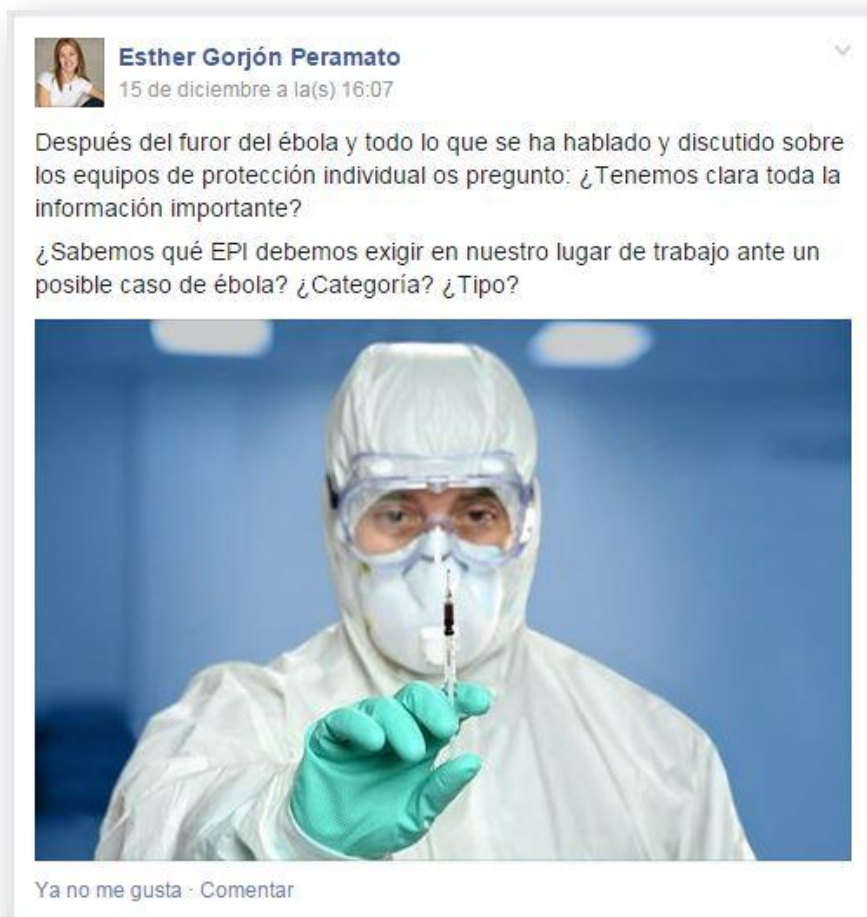 Esther Gorjón Peramato
15 de diciembre a la(s) 16:07
Después del furor del ébola y todo lo que se ha hablado y discutido sobre
los equipos de protección individual os pregunto: ¿Tenemos clara toda la
información importante?
¿Sabemos qué EPI debemos exigir en nuestro lugar de trabajo ante un
posible caso de ébola? ¿Categoría? ¿Tipo?
Ya no me gusta · Comentar